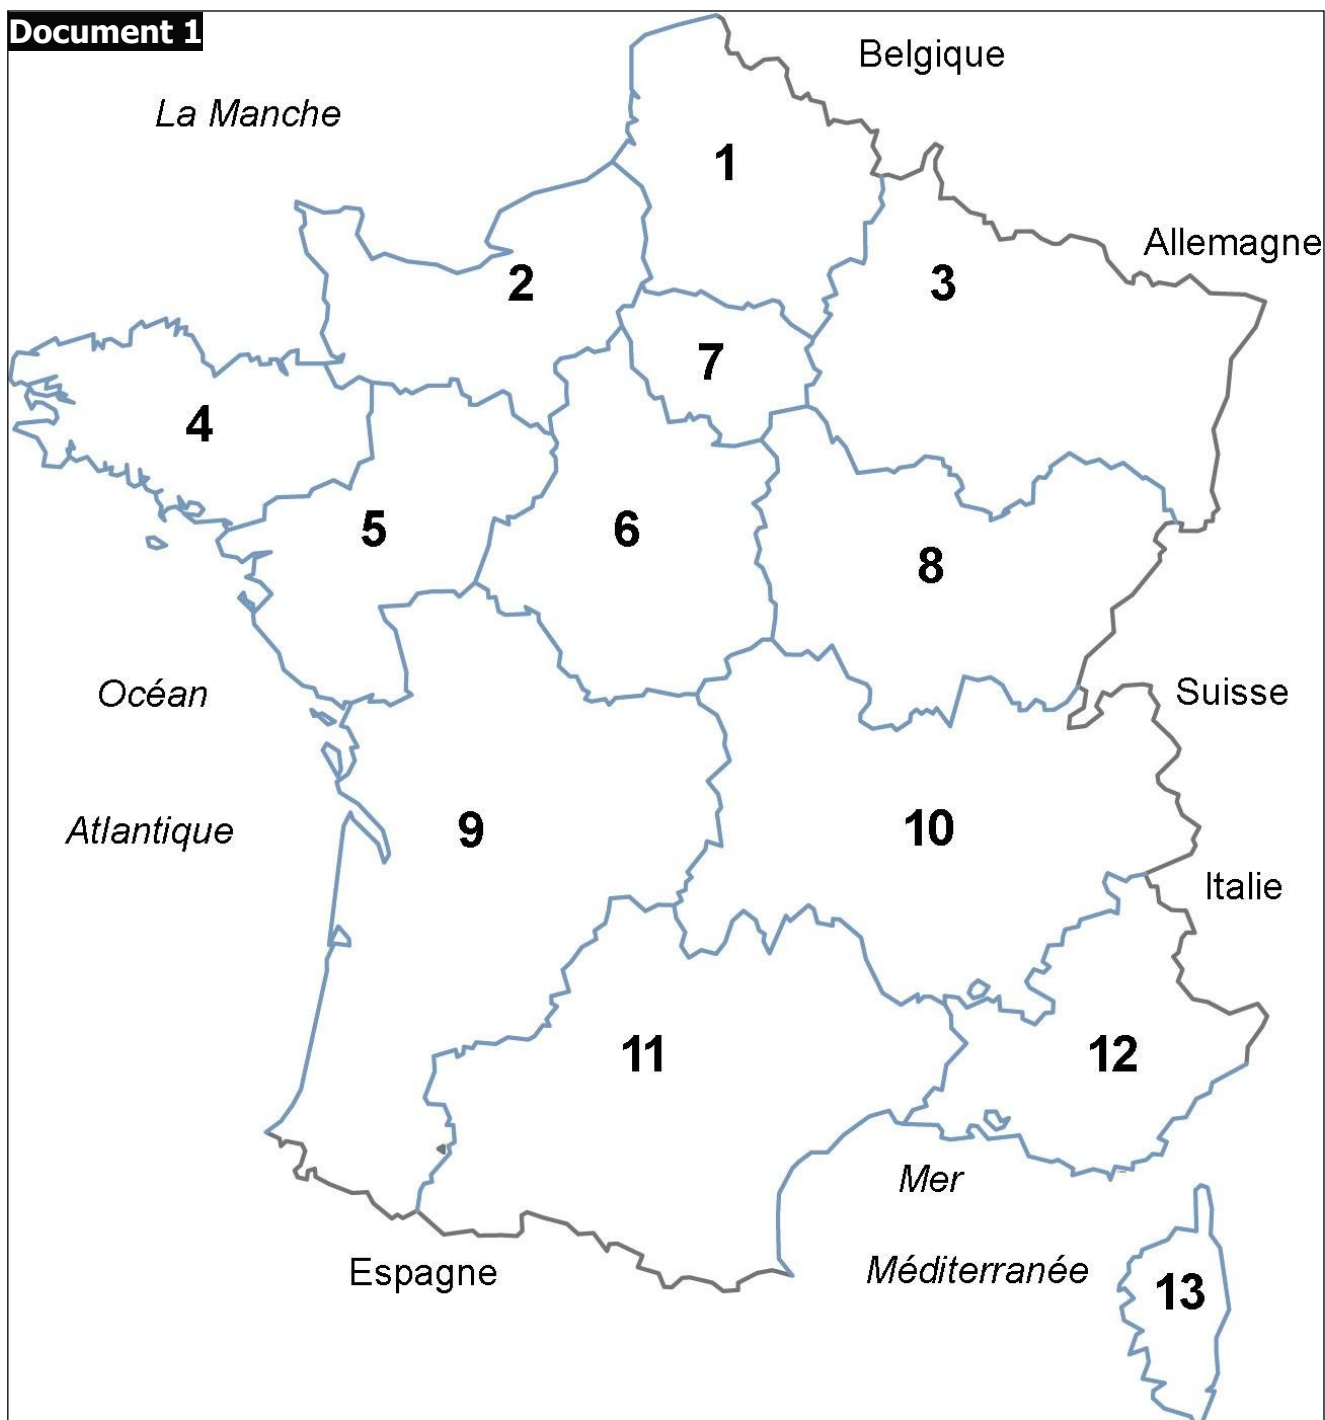 Document 1
Belgique
La Manche
1
Allemagne
2
3
7
4
5
6
8
Océan
Suisse
Atlantique
9
10
Italie
11
12
Mer
Espagne
Méditerranée
13